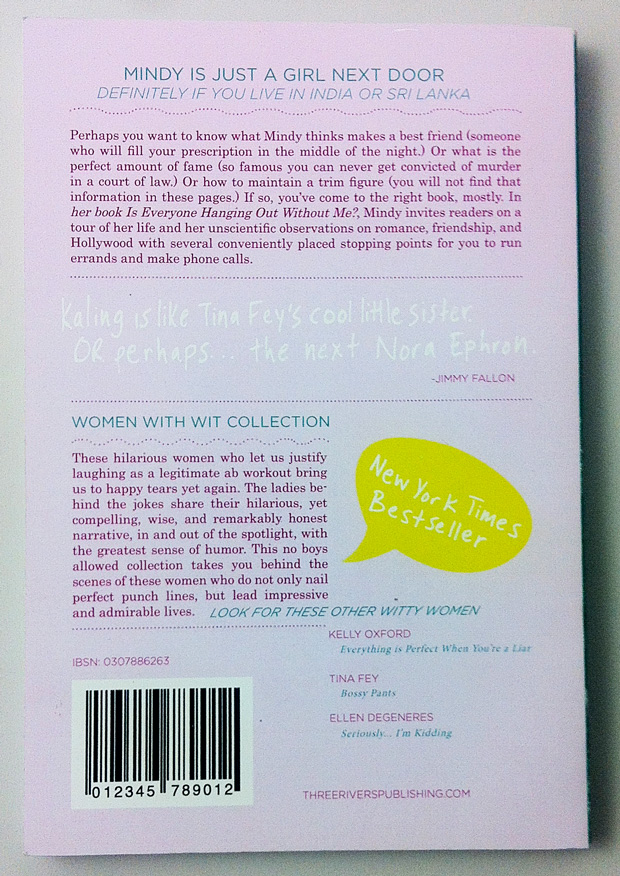 MINDY IS JUST A GIRL NEXT DOOR
DEFINITELY IF YOU LIVE IN INDIA OR SRI LANKA
Perhaps you want to know what Mindy thinks makes a best friend (someone
who will fill your prescription in the middle of the night.) Or what is the
perfect amount of fame (so famous you can never get convicted of murder
in a court of law.) Or how to maintain a trim figure (you will not find that
information in these pages.) If so, you've come to the right book, mostly. In
her book Is Everyone Hanging Out Without Me?, Mindy invites readers on a
tour of her life and her unscientific observations on romance, friendship, and
Hollywood with several conveniently placed stopping points for you to run
errands and make phone calls.
"Kaling is like Tina Fey's cool little sister.
OR perhaps... the next Nora Ephron.
-JIMMY FALLON
WOMEN WITH WIT COLLECTION
These hilarious women who let us justify
laughing as a legitimate ab workout bring
us to happy tears yet again. The ladies be-
hind the jokes share their hilarious, yet
compelling, wise, and remarkably honest
narrative, in and out of the spotlight, with
the greatest sense of humor. This no boys
allowed collection takes you behind the
scenes of these women who do not only nail
perfect punch lines, but lead impressive
and admirable lives.
New York Times
Bestseller
LOOK FOR THESE OTHER WITTY WOMEN
KELLY OXFORD
Everything is Perfect When You're a Liar
TINA FEY
Bossy Pants
ELLEN DEGENERES
Seriously... I'm Kidding
IBSN: 0307886263
012345 789012
THREERIVERSPUBLISHING.COM